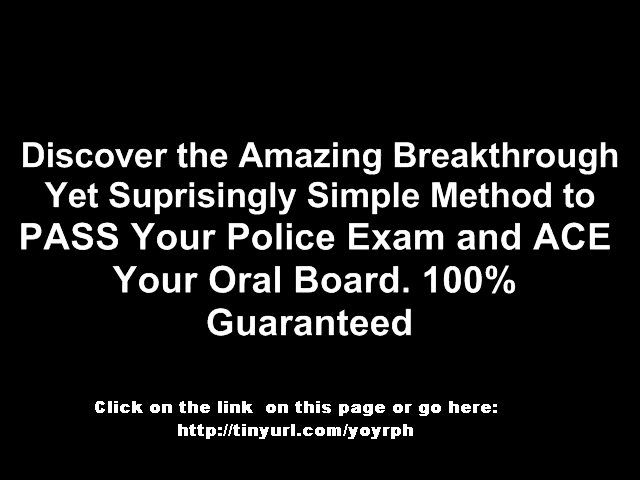 Discover the Amazing Breakthrough
Yet Suprisingly Simple Method to
PASS Your Police Exam and ACE
Your Oral Board. 100%
Guaranteed
Click on the link on this page or go here:
http://tinyurl.com/yoyrph